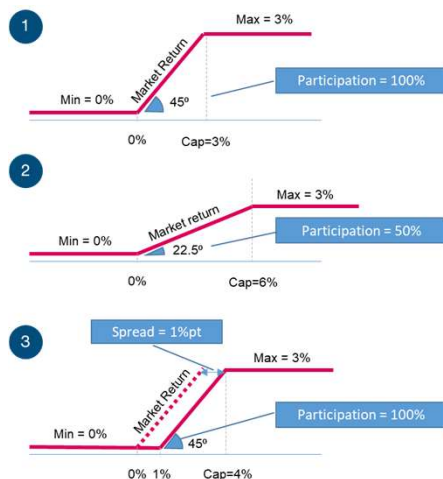 1
Max = 3%
Market Return
Participation = 100%
Min = 0%
45º
0%
Cap=3%
2
Max = 3%
Market return
Min = 0%
Participation = 50%
22.5º
0%
Cap=6%
3
Spread = 1%pt
Max = 3%
Market Return
Participation = 100%
Min = 0%
45º
0% 1%
Cap=4%